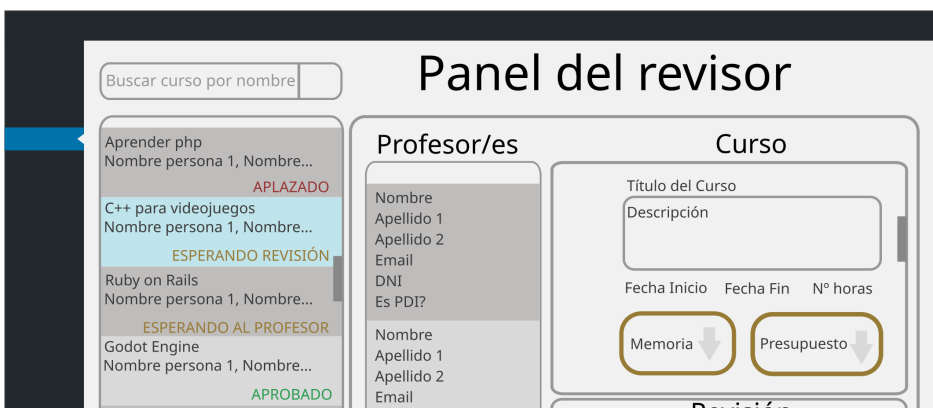 Panel del revisor
Buscar curso por nombre
Aprender php
Nombre persona 1, Nombre...
APLAZADO
C++ para videojuegos
Nombre persona 1, Nombre...
ESPERANDO REVISIÓN
Ruby on Rails
Nombre persona 1, Nombre...
ESPERANDO AL PROFESOR
Godot Engine
Nombre persona 1, Nombre...
APROBADO
Profesor/es
Nombre
Apellido 1
Apellido 2
Email
DNI
Es PDI?
Nombre
Apellido 1
Apellido 2
Email
Curso
Título del Curso
Descripción
Fecha Inicio Fecha Fin Nº horas
Memoria Presupuesto
Revisión